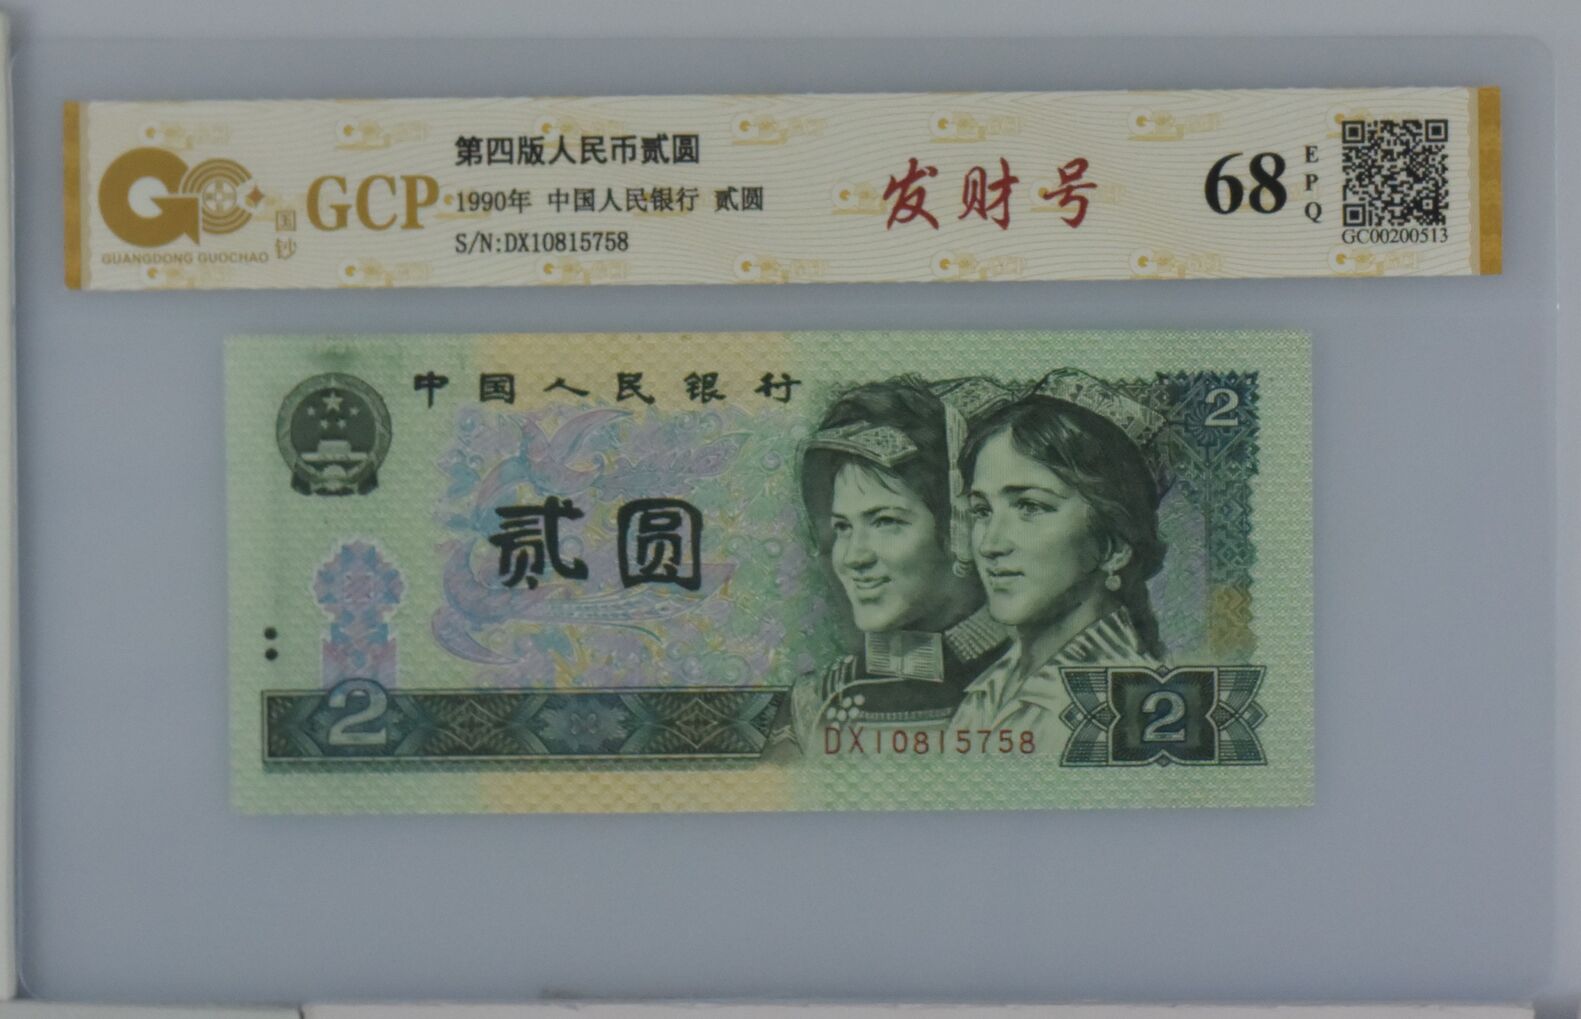 GUANGDONG GUOCHAO
国钞
GCP
第四版人民币贰圆
1990年 中国人民银行 贰圆
S/N:DX10815758
发财号
68
EPQ
GC00200513
中国人民银行
2
贰圆
2
2
DX10815758